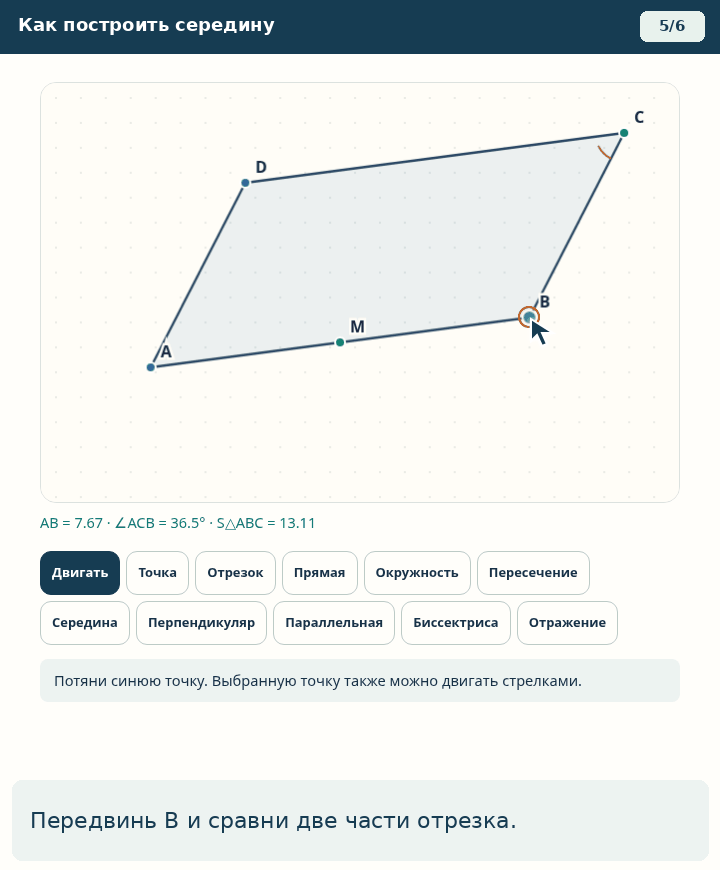 Как построить середину
5/6
C
D
B
M
A
AB = 7.67 · ∠ACB = 36.5° · S△ABC = 13.11
Двигать Точка Отрезок Прямая Окружность Пересечение
Середина Перпендикуляр Параллельная Биссектриса Отражение
Потяни синюю точку. Выбранную точку также можно двигать стрелками.
Передвинь B и сравни две части отрезка.